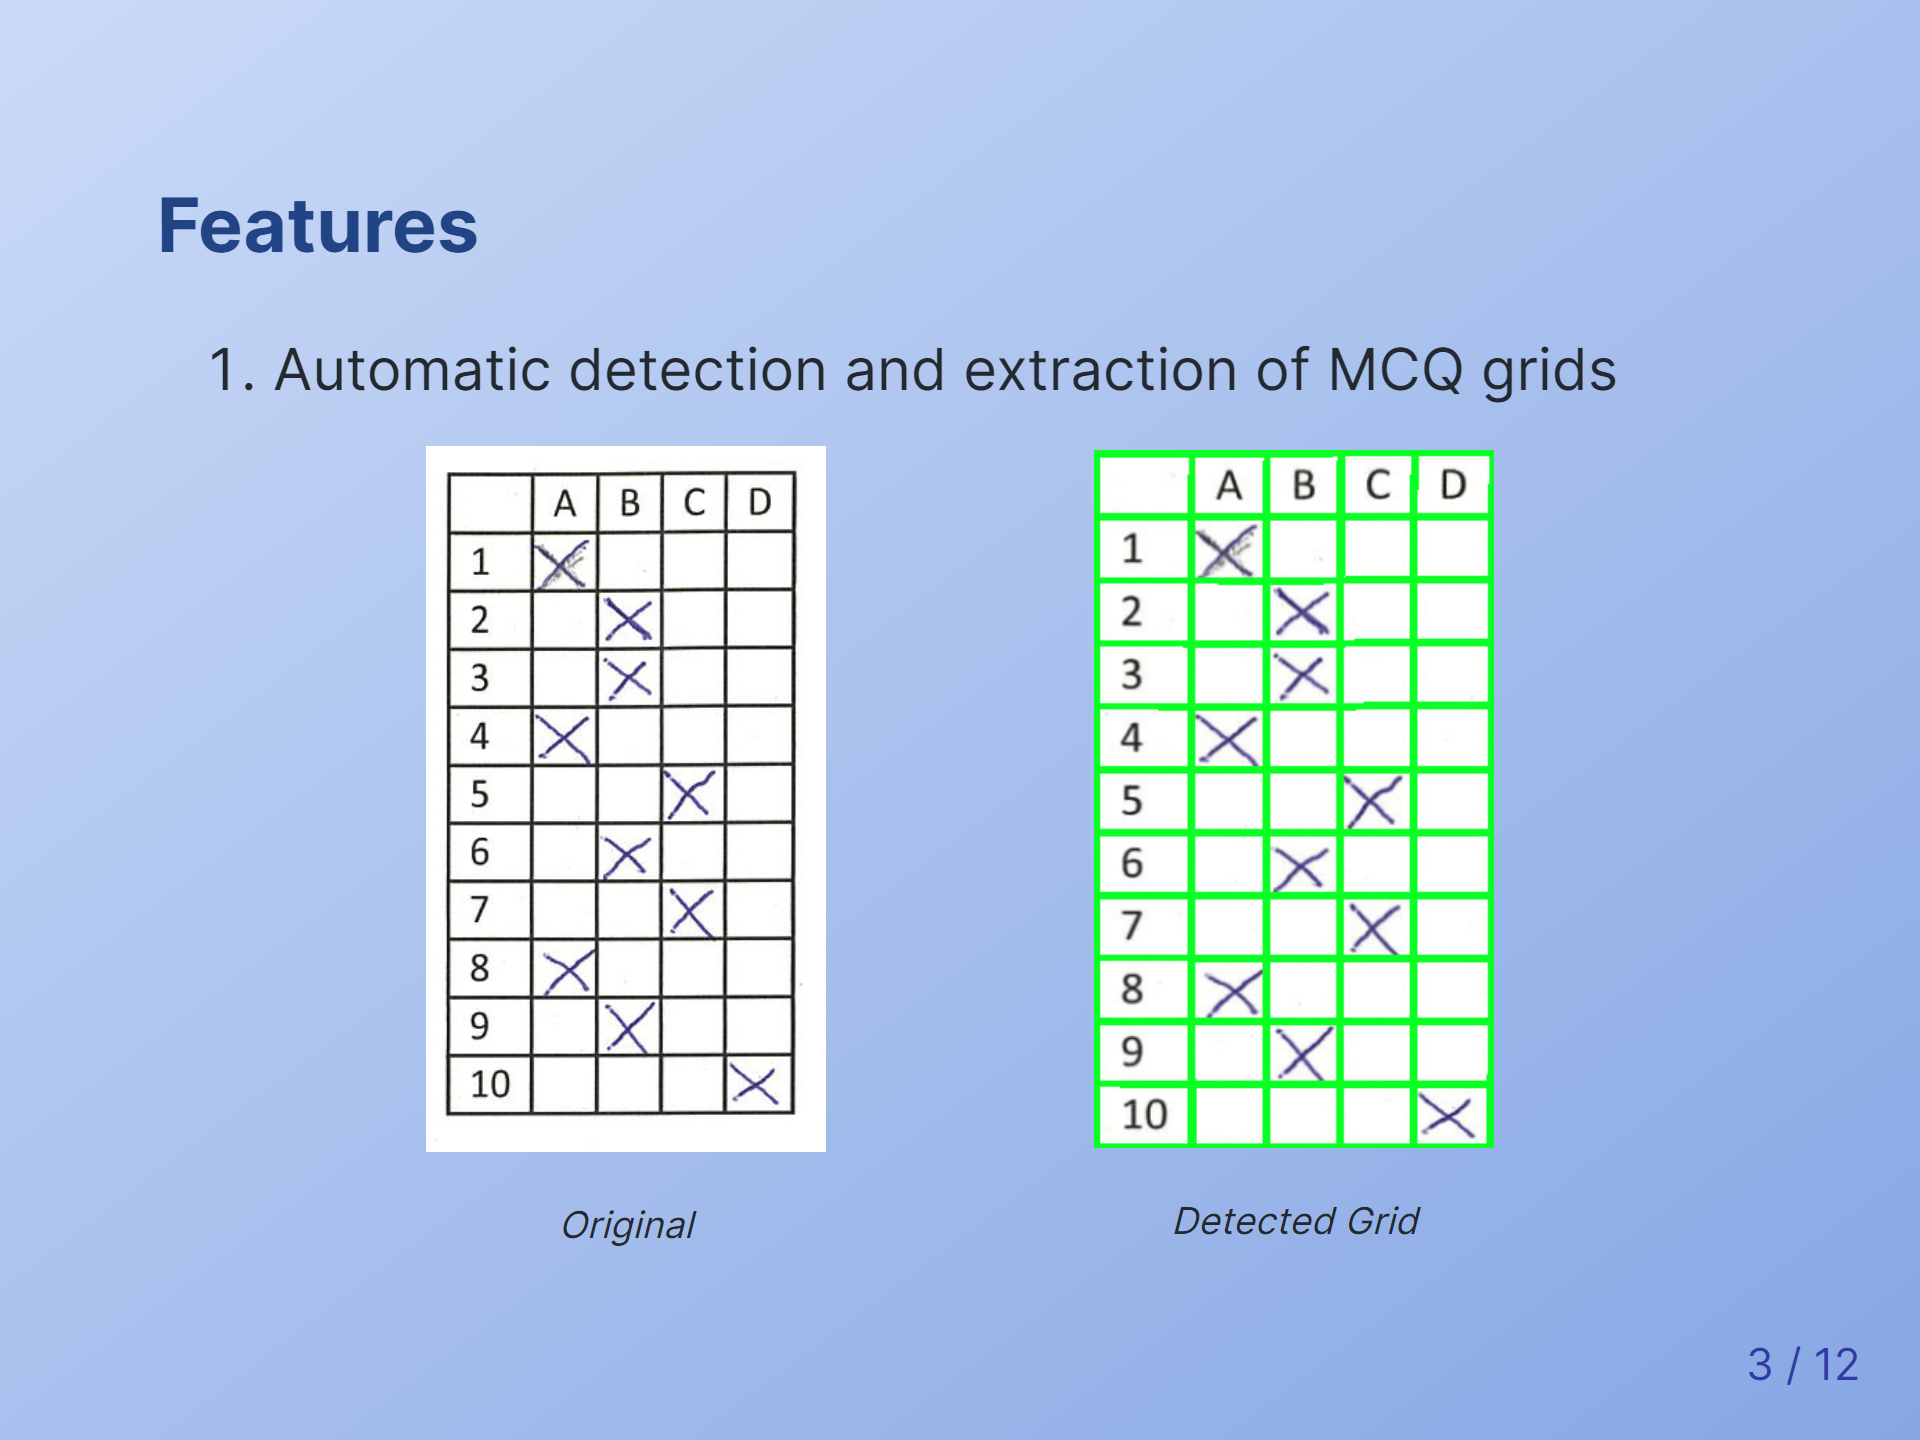 Features
1. Automatic detection and extraction of MCQ grids
A B C D
1
2
3
4
5
6
7
8
9
10
Original
A B C D
1
2
3
4
5
6
7
8
9
10
Detected Grid
3 / 12